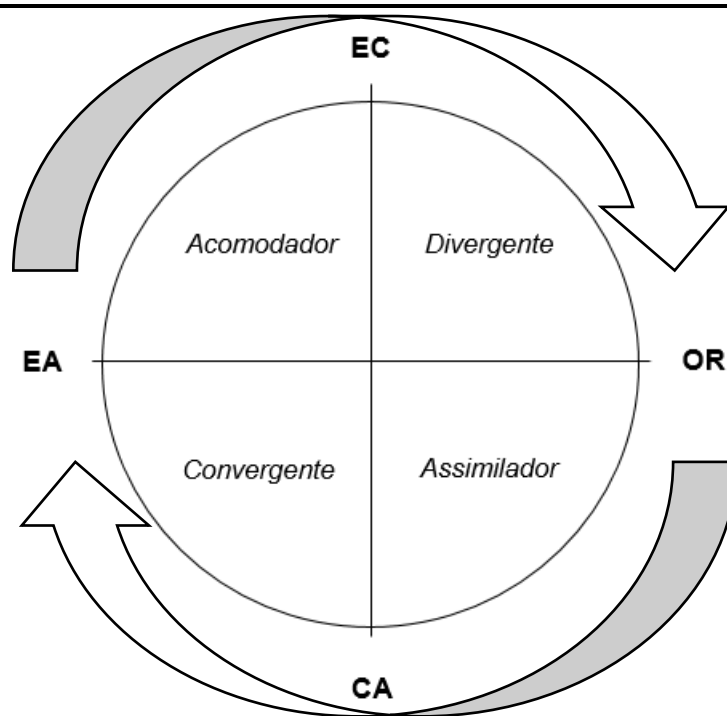 EC
Acomodador
Divergente
EA
OR
Convergente
Assimilador
CA